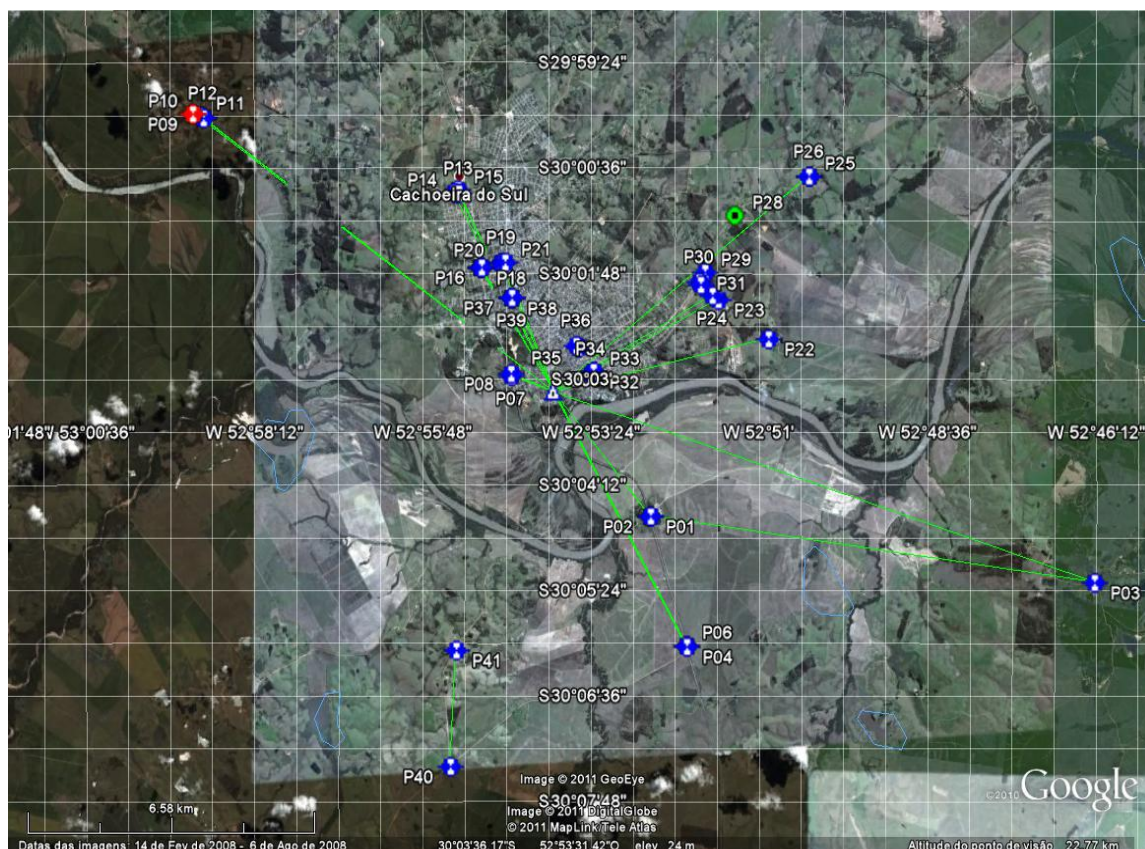 S29°59'24"
P10 P12 P11
P09
S30°00'36"
P13
P14 P15
Cachoeira do Sul
P26
P25
P28
P19
P20 P21
S30°01'48"
P16 P18
P30 P29
P31
P37 P38
P39
P24 P23
P36
P34
P35 P33
P22
P08
S30°03
P32
P07
01'48" W 53°00'36" W 52°58'12" W 52°55'48" W 52°53'24" W 52°51' W 52°48'36" W 52°46'12"
S30°04'12"
P02 P01
S30°05'24"
P03
P06
P04
P41
S30°06'36"
P40
Image © 2011 GeoEye
S30°07'48"
6.58 km
Image © 2011 DigitalGlobe
© 2011 MapLink/Tele Atlas
©2010 Google
Datas das imagens: 14 de Fev de 2008 - 6 de Ago de 2008 30°03'36.17"S 52°53'31.42"O elev 24 m Altitude do ponto de visão 22.77 km